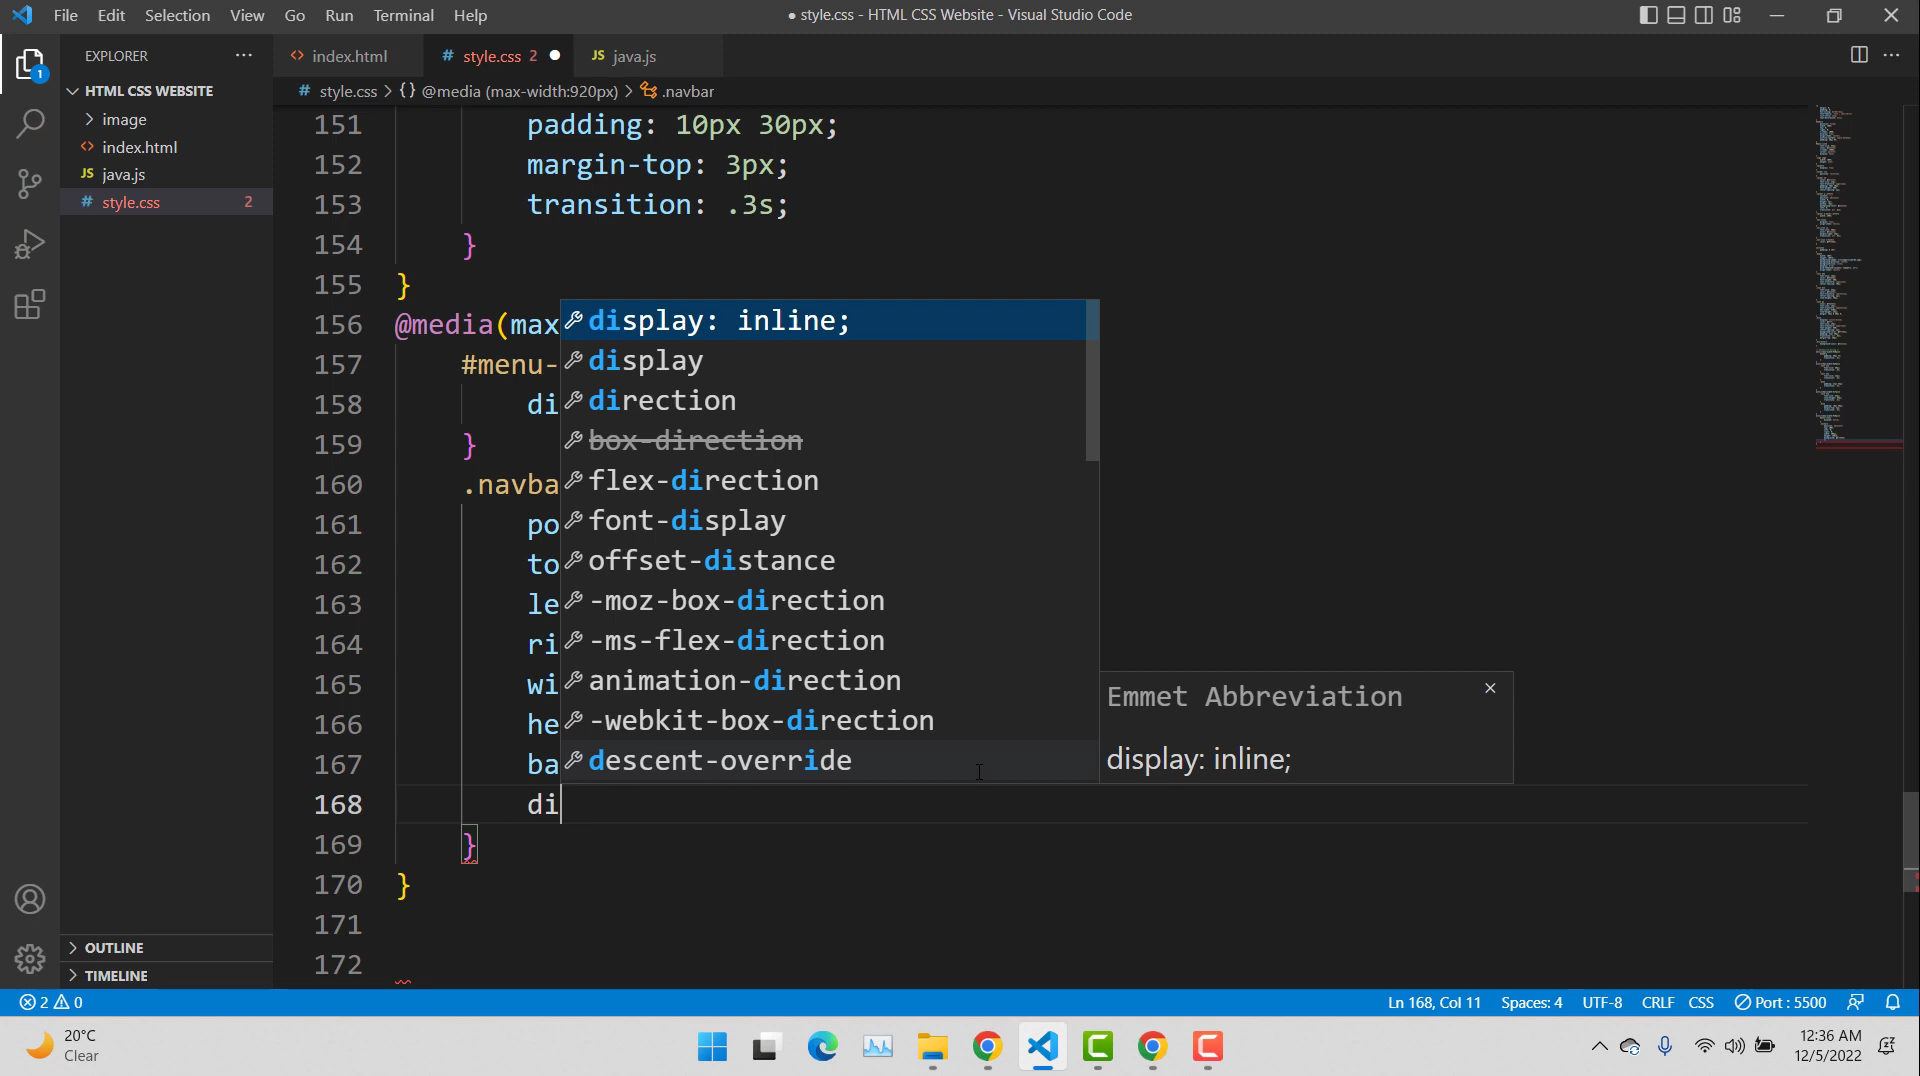 File Edit Selection View Go Run Terminal Help
● style.css - HTML CSS Website - Visual Studio Code
EXPLORER
index.html
# style.css 2 ●
JS java.js
HTML CSS WEBSITE
# style.css > {} @media (max-width:920px) > .navbar
image
index.html
JS java.js
# style.css 2
151 padding: 10px 30px;
152 margin-top: 3px;
153 transition: .3s;
154 }
155 }
156 @media(max
157 #menu-
158 di
159 }
160 .navba
161 po
162 to
163 le
164 ri
165 wi
166 he
167 ba
168 di
169 }
170 }
171
172
display: inline;
display
direction
box-direction
flex-direction
font-display
offset-distance
-moz-box-direction
-ms-flex-direction
animation-direction
-webkit-box-direction
descent-override
Emmet Abbreviation
display: inline;
OUTLINE
TIMELINE
1
2 0
Ln 168, Col 11 Spaces: 4 UTF-8 CRLF CSS Port : 5500
20°C
Clear
12:36 AM
12/5/2022